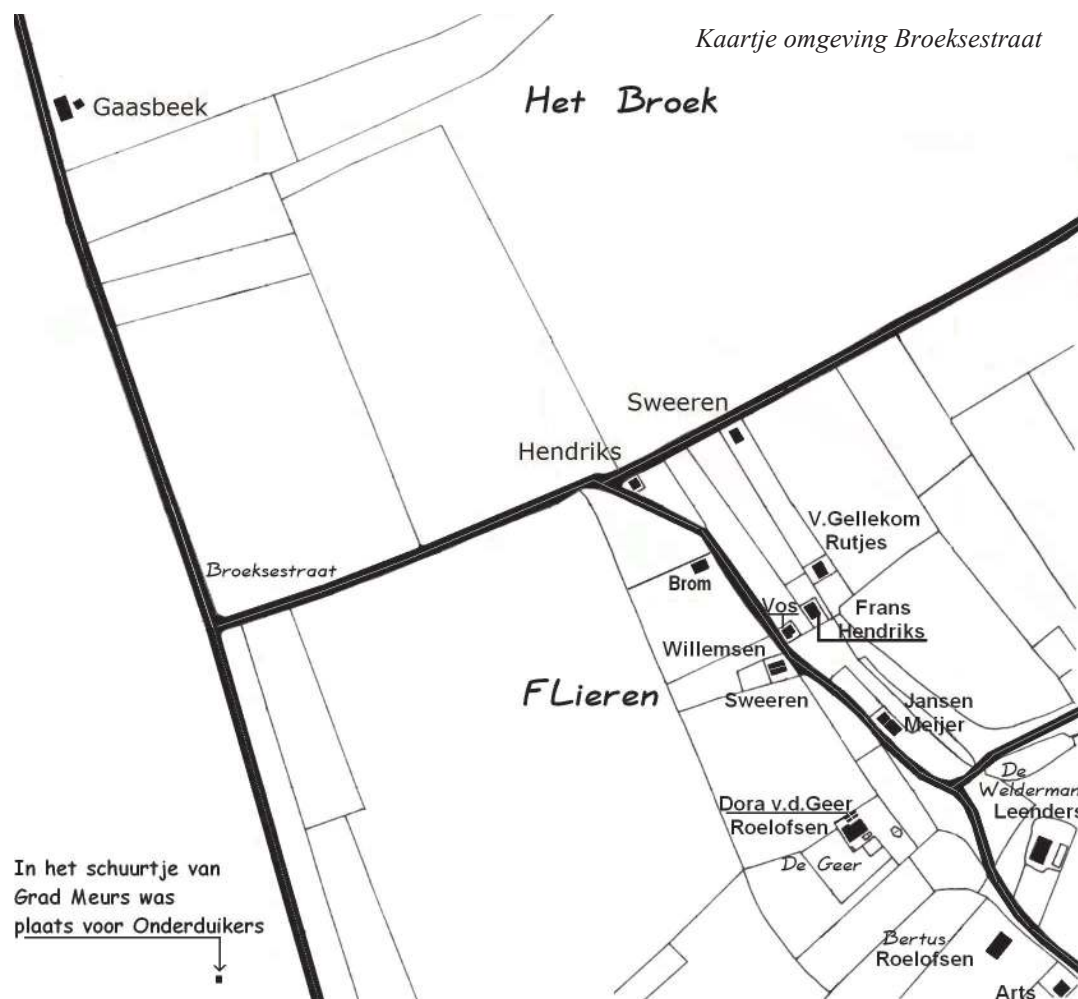 Kaartje omgeving Broeksestraat
Gaasbeek
Het Broek
Sweeren
Hendriks
V.Gellekom
Rutjes
Broeksestraat
Brom
Vos
Frans
Hendriks
Willemsen
FLieren
Sweeren
Jansen
Meijer
De
Welderman
Leenders
Dora v.d.Geer
Roelofsen
De Geer
In het schuurtje van
Grad Meurs was
plaats voor Onderduikers
Bertus
Roelofsen
Arts